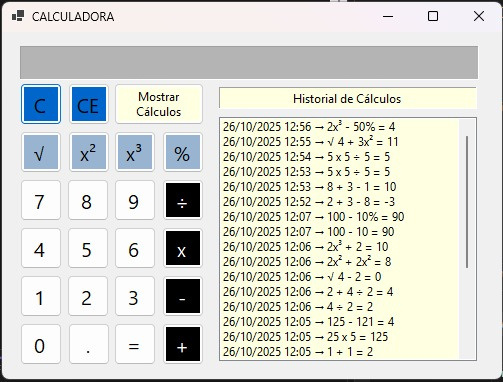 CALCULADORA
C CE Mostrar
Cálculos
Historial de Cálculos
√ x² x³ %
7 8 9 ÷
4 5 6 x
1 2 3 -
0 . = +
26/10/2025 12:56 → 2x³ - 50% = 4
26/10/2025 12:55 → √ 4 + 3x² = 11
26/10/2025 12:54 → 5 x 5 ÷ 5 = 5
26/10/2025 12:53 → 5 x 5 ÷ 5 = 5
26/10/2025 12:53 → 8 + 3 - 1 = 10
26/10/2025 12:52 → 2 + 3 - 8 = -3
26/10/2025 12:07 → 100 - 10% = 90
26/10/2025 12:07 → 100 - 10 = 90
26/10/2025 12:06 → 2x³ + 2 = 10
26/10/2025 12:06 → 2x² + 2x² = 8
26/10/2025 12:06 → √ 4 - 2 = 0
26/10/2025 12:06 → 2 + 4 ÷ 2 = 4
26/10/2025 12:06 → 4 ÷ 2 = 2
26/10/2025 12:05 → 125 - 121 = 4
26/10/2025 12:05 → 25 x 5 = 125
26/10/2025 12:05 → 1 + 1 = 2